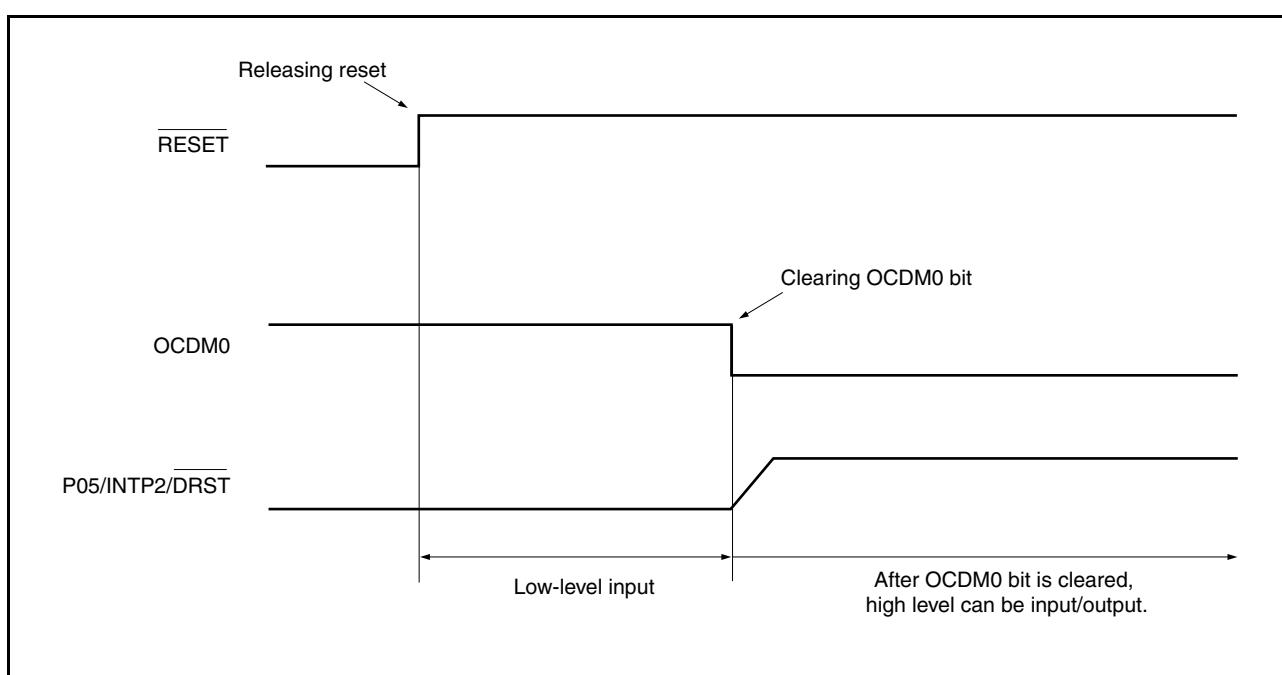 Releasing reset
RESET
Clearing OCDM0 bit
OCDM0
P05/INTP2/DRST
Low-level input
After OCDM0 bit is cleared,
high level can be input/output.